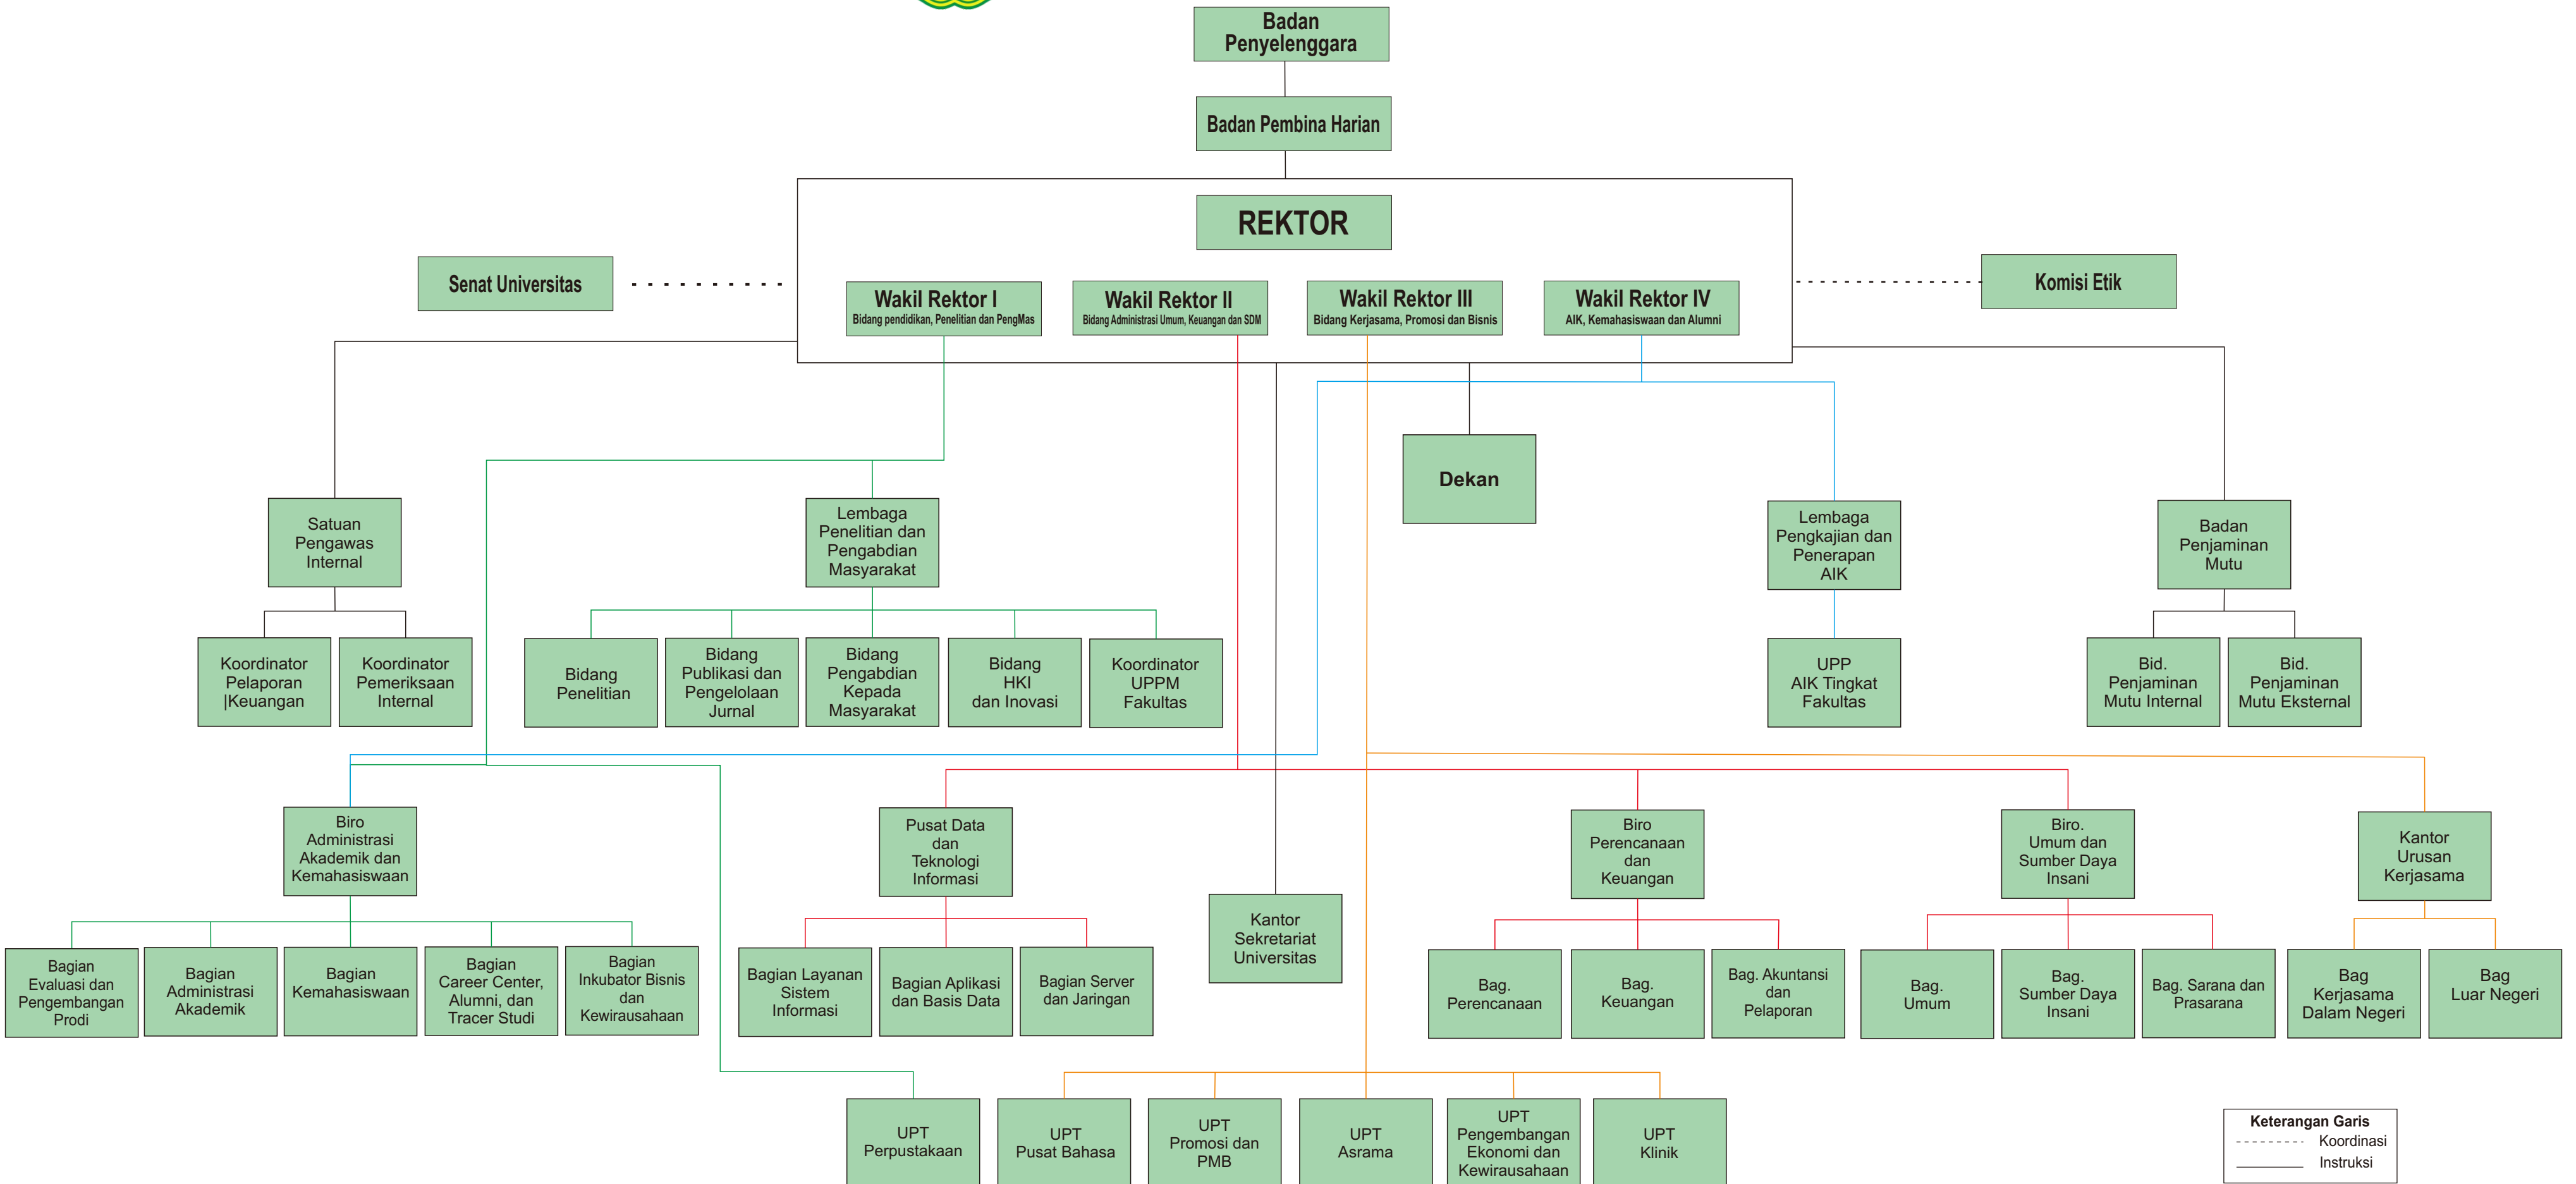 Badan
Penyelenggara
Badan Pembina Harian
REKTOR
Senat Universitas
Komisi Etik
Wakil Rektor I
Bidang pendidikan, Penelitian dan PengMas
Wakil Rektor II
Bidang Administrasi Umum, Keuangan dan SDM
Wakil Rektor III
Bidang Kerjasama, Promosi dan Bisnis
Wakil Rektor IV
AIK, Kemahasiswaan dan Alumni
Dekan
Satuan
Pengawas
Internal
Lembaga
Penelitian dan
Pengabdian
Masyarakat
Lembaga
Pengkajian dan
Penerapan
AIK
Badan
Penjaminan
Mutu
Koordinator
Pelaporan
|Keuangan
Koordinator
Pemeriksaan
Internal
Bidang
Penelitian
Bidang
Publikasi dan
Pengelolaan
Jurnal
Bidang
Pengabdian
Kepada
Masyarakat
Bidang
HKI
dan Inovasi
Koordinator
UPPM
Fakultas
UPP
AIK Tingkat
Fakultas
Bid.
Penjaminan
Mutu Internal
Bid.
Penjaminan
Mutu Eksternal
Biro
Administrasi
Akademik dan
Kemahasiswaan
Pusat Data
dan
Teknologi
Informasi
Kantor
Sekretariat
Universitas
Biro
Perencanaan
dan
Keuangan
Biro.
Umum dan
Sumber Daya
Insani
Kantor
Urusan
Kerjasama
Bagian
Evaluasi dan
Pengembangan
Prodi
Bagian
Administrasi
Akademik
Bagian
Kemahasiswaan
Bagian
Career Center,
Alumni, dan
Tracer Studi
Bagian
Inkubator Bisnis
dan
Kewirausahaan
Bagian Layanan
Sistem
Informasi
Bagian Aplikasi
dan Basis Data
Bagian Server
dan Jaringan
Bag.
Perencanaan
Bag.
Keuangan
Bag. Akuntansi
dan
Pelaporan
Bag.
Umum
Bag.
Sumber Daya
Insani
Bag. Sarana dan
Prasarana
Bag
Kerjasama
Dalam Negeri
Bag
Luar Negeri
UPT
Perpustakaan
UPT
Pusat Bahasa
UPT
Promosi dan
PMB
UPT
Asrama
UPT
Pengembangan
Ekonomi dan
Kewirausahaan
UPT
Klinik
Keterangan Garis
Koordinasi
Instruksi